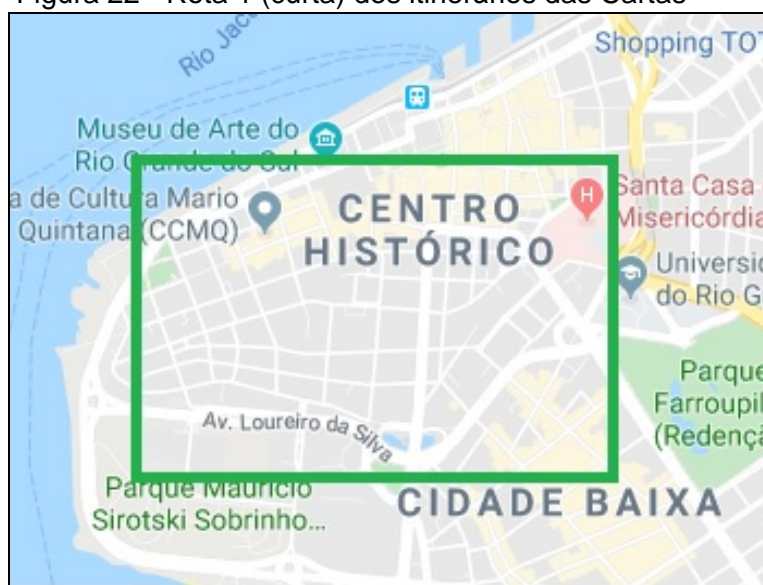 Figura 22 - Rota 1 (curta) dos itinerários das Cartas
Rio Jac
Shopping TOT
Museu de Arte do
Rio Grande do Sul
a de Cultura Mario
Quintana (CCMQ)
CENTRO
HISTÓRICO
H
Santa Casa
Misericórdia
Universid
do Rio G
Parque
Farroupil
(Redençã
Av. Loureiro da Silva
Parque Maurício
Sirotski Sobrinho...
CIDADE BAIXA